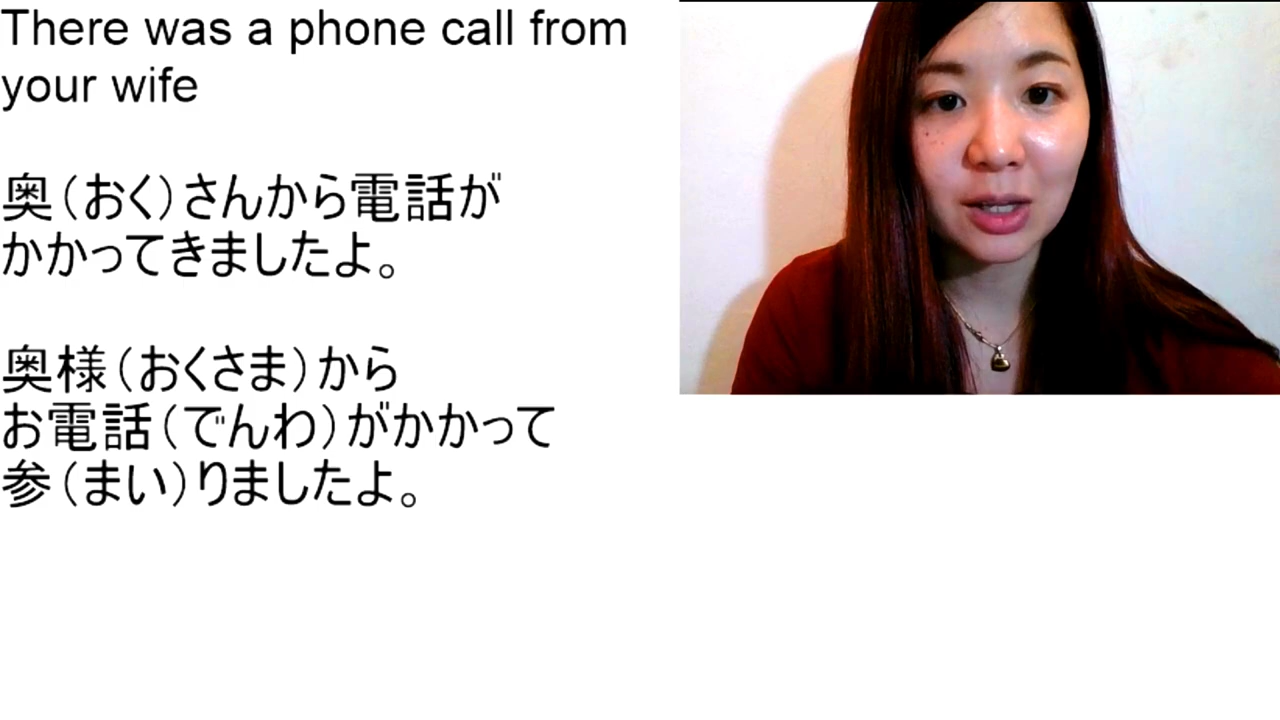 There was a phone call from
your wife
奥（おく）さんから電話が
かかってきましたよ。
奥様（おくさま）から
お電話（でんわ）がかかって
参（まい）りましたよ。